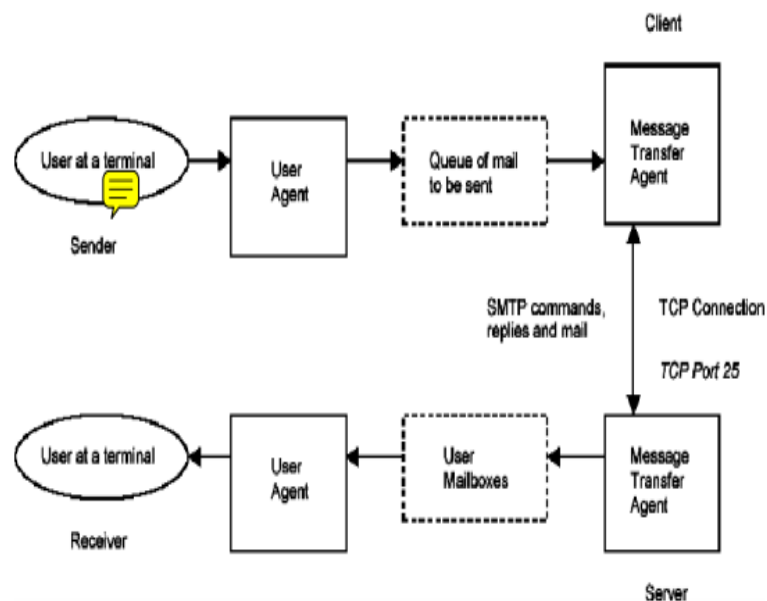 Client
User at a terminal
User
Agent
Queue of mail
to be sent
Message
Transfer
Agent
Sender
SMTP commands,
replies and mail
TCP Connection
TCP Port 25
User at a terminal
User
Agent
User
Mailboxes
Message
Transfer
Agent
Receiver
Server